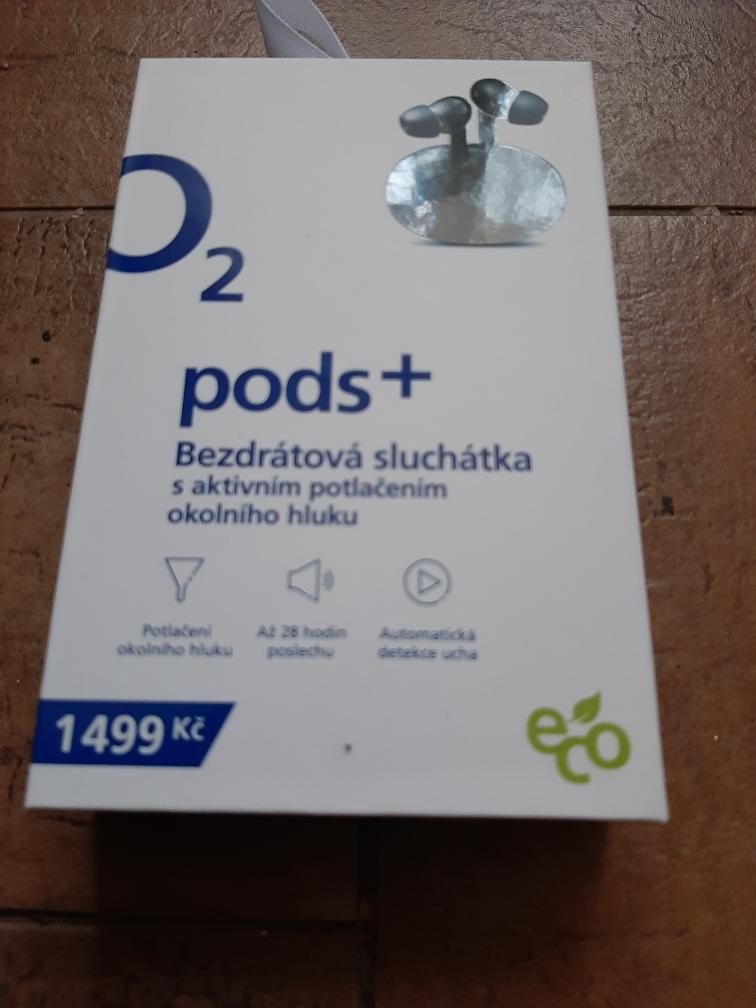 O2
pods+
Bezdrátová sluchátka
s aktivním potlačením
okolního hluku
Potlačení
okolního hluku
Až 28 hodin
poslechu
Automatická
detekce ucha
1499 Kč
eco